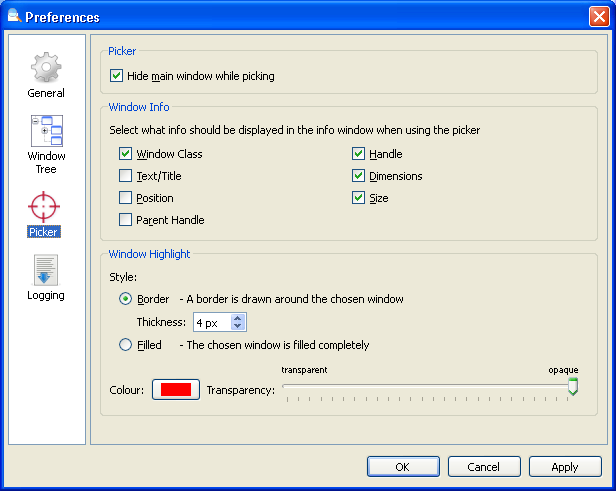 Preferences
General
Window
Tree
Picker
Logging
Picker
Hide main window while picking
Window Info
Select what info should be displayed in the info window when using the picker
Window Class
Handle
Text/Title
Dimensions
Position
Size
Parent Handle
Window Highlight
Style:
Border - A border is drawn around the chosen window
Thickness: 4 px
Filled - The chosen window is filled completely
transparent opaque
Colour: Transparency:
OK Cancel Apply